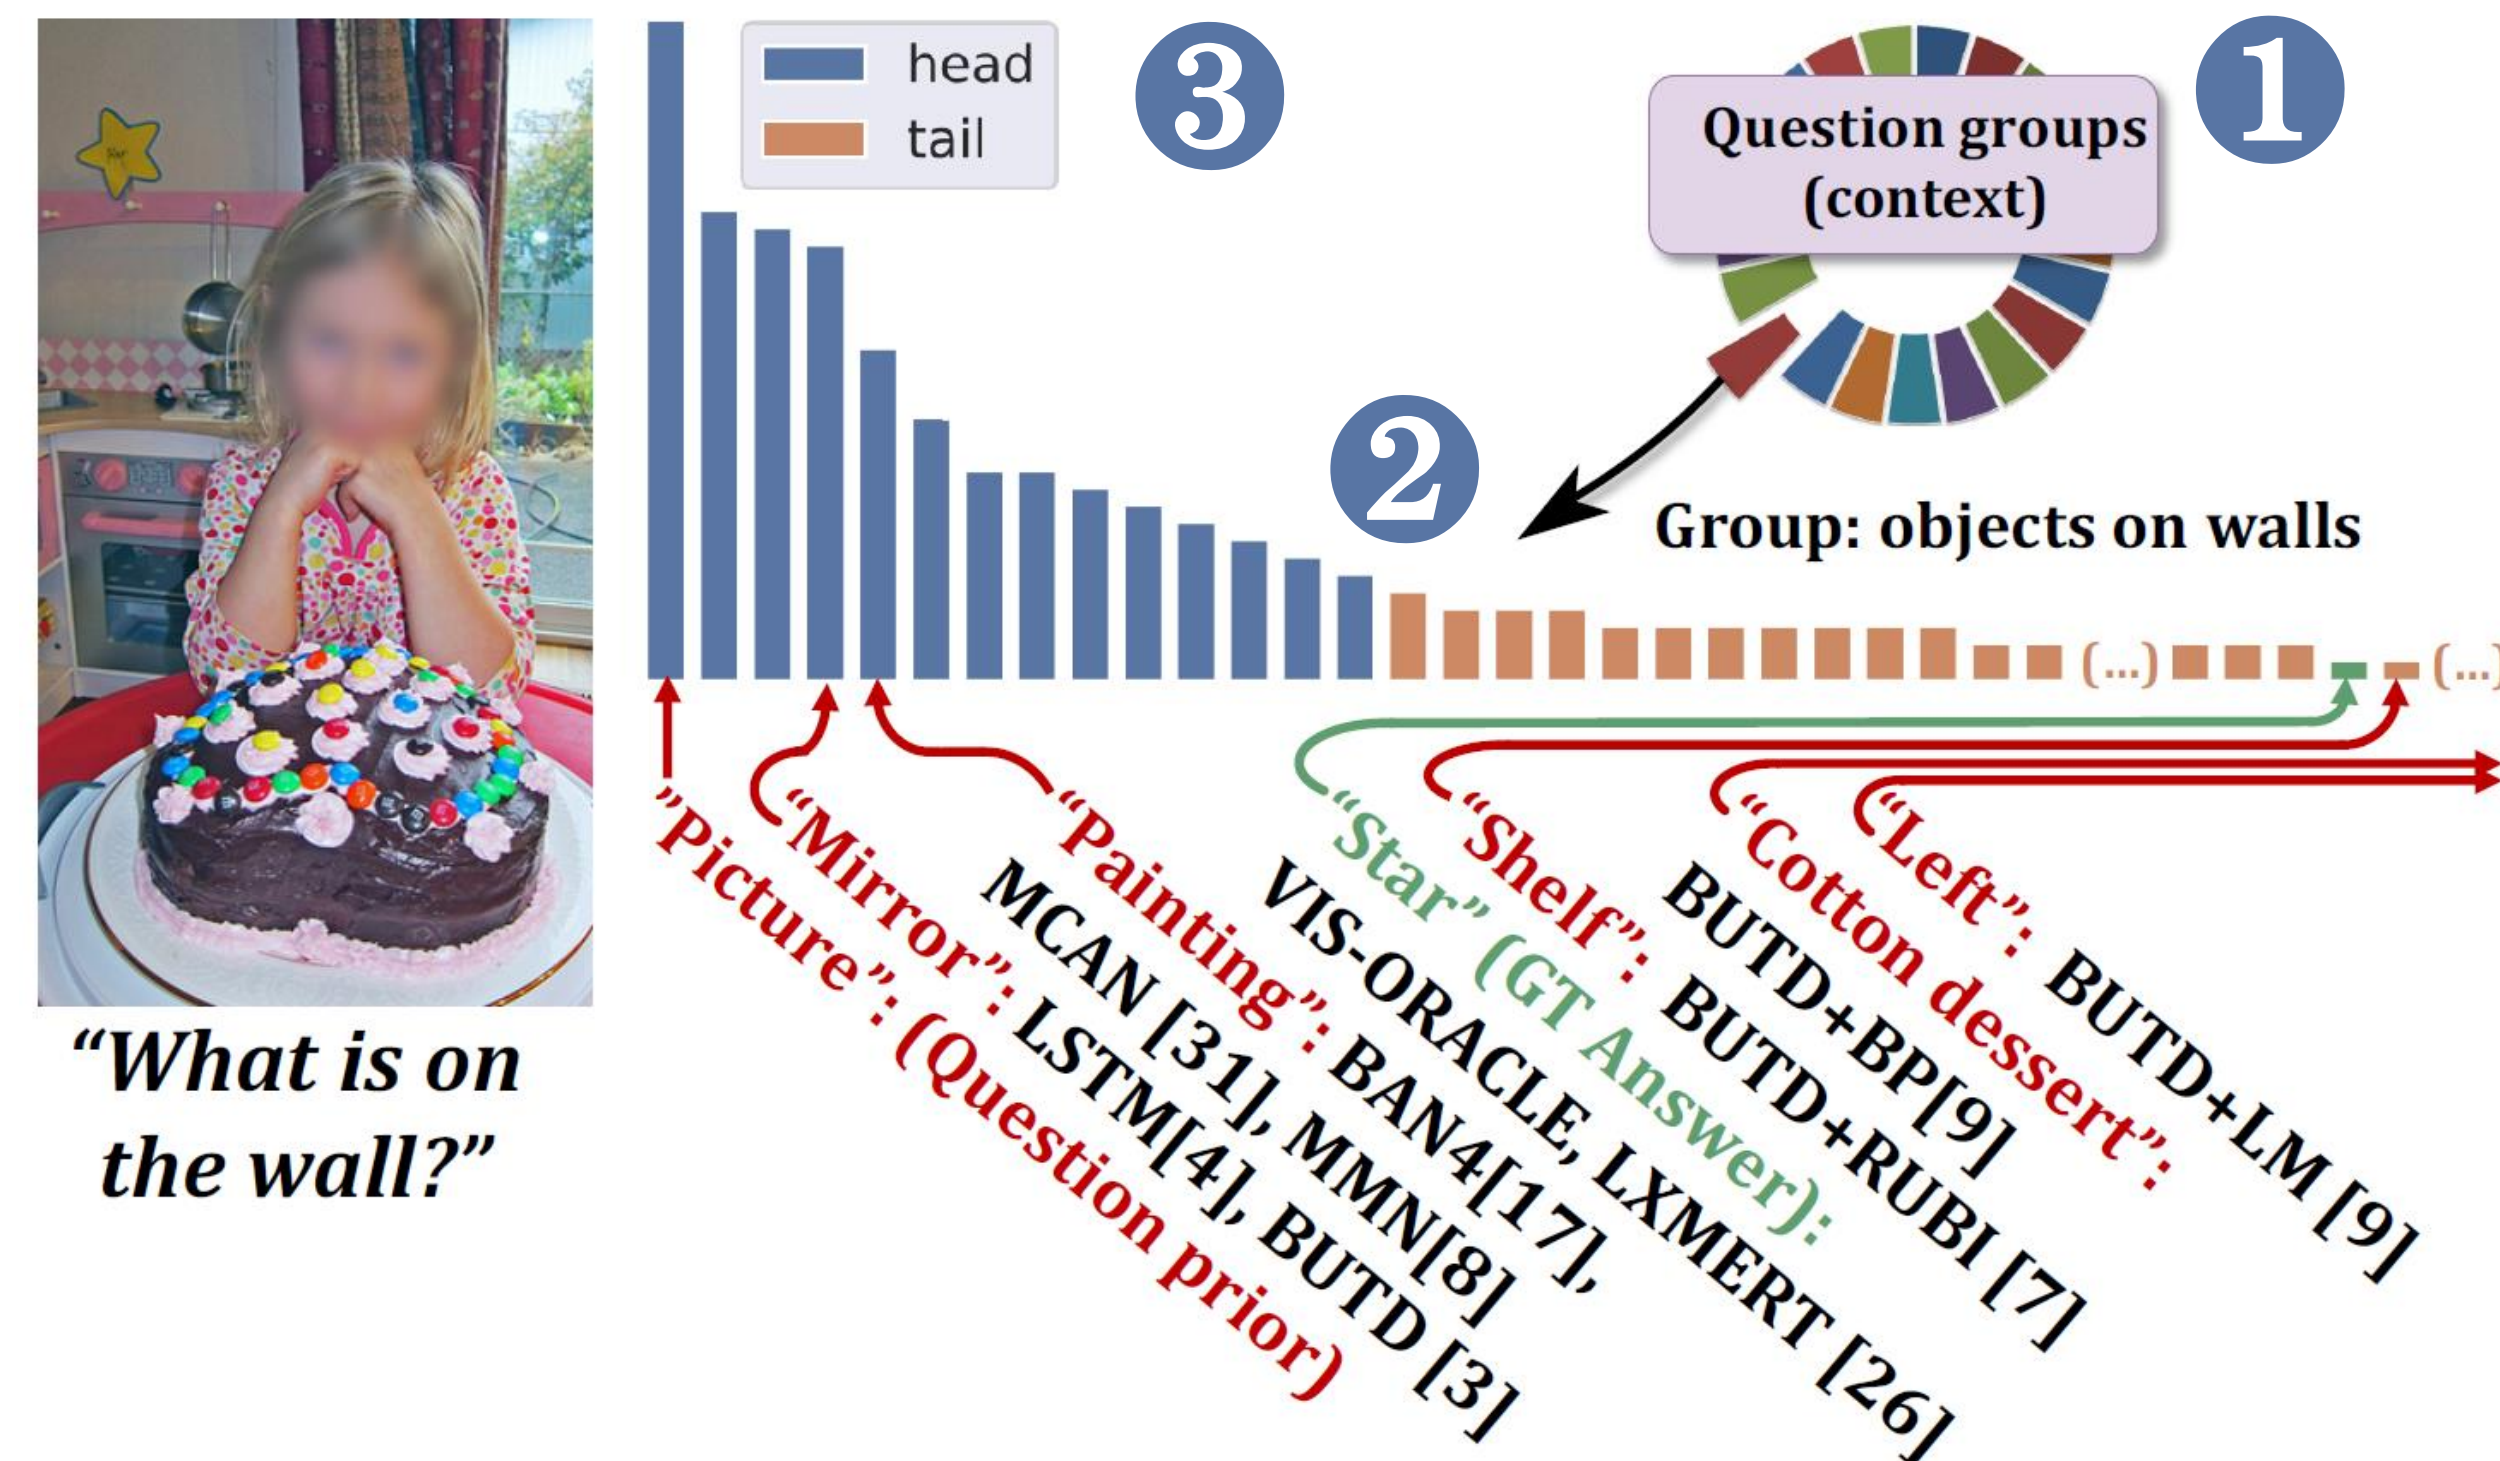 head
tail
3
1
Question groups
(context)
2
Group: objects on walls
(...)
(...)
"What is on
the wall?"
"Picture": (Question prior)
"Mirror": LSTM[4], BUTD [3]
MCAN [31], MMN[8]
"Painting": BAN4[17],
VIS-ORACLE, LXMERT [26]
"Star" (GT Answer):
"Shelf": BUTD+RUBI [7]
BUTD+BP[9]
"Cotton dessert":
"Left": BUTD+LM [9]